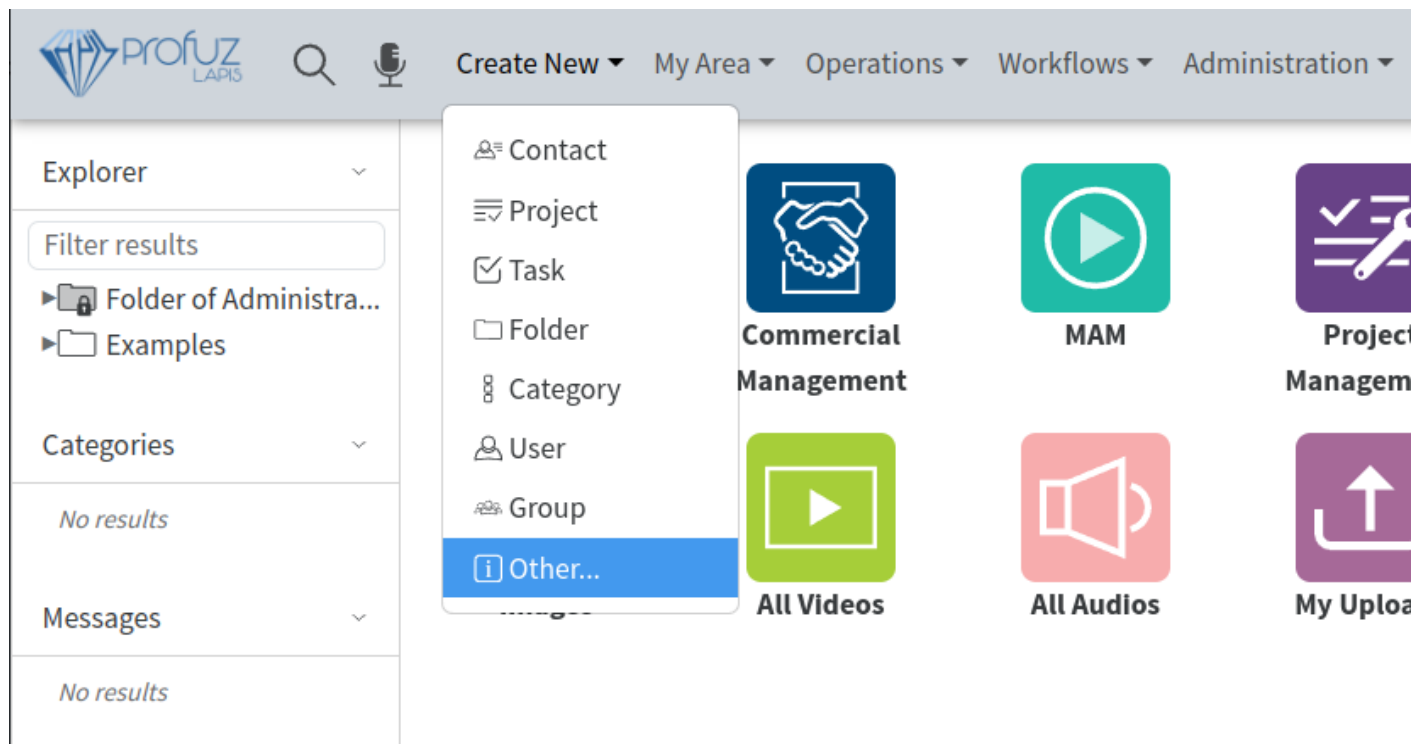 PROFUZ
LAPIS
Create New
My Area
Operations
Workflows
Administration
Explorer
Filter results
Folder of Administra...
Examples
Categories
No results
Messages
No results
Contact
Project
Task
Folder
Category
User
Group
Other...
Commercial
Management
MAM
Project
Managem
All Videos
All Audios
My Uploa